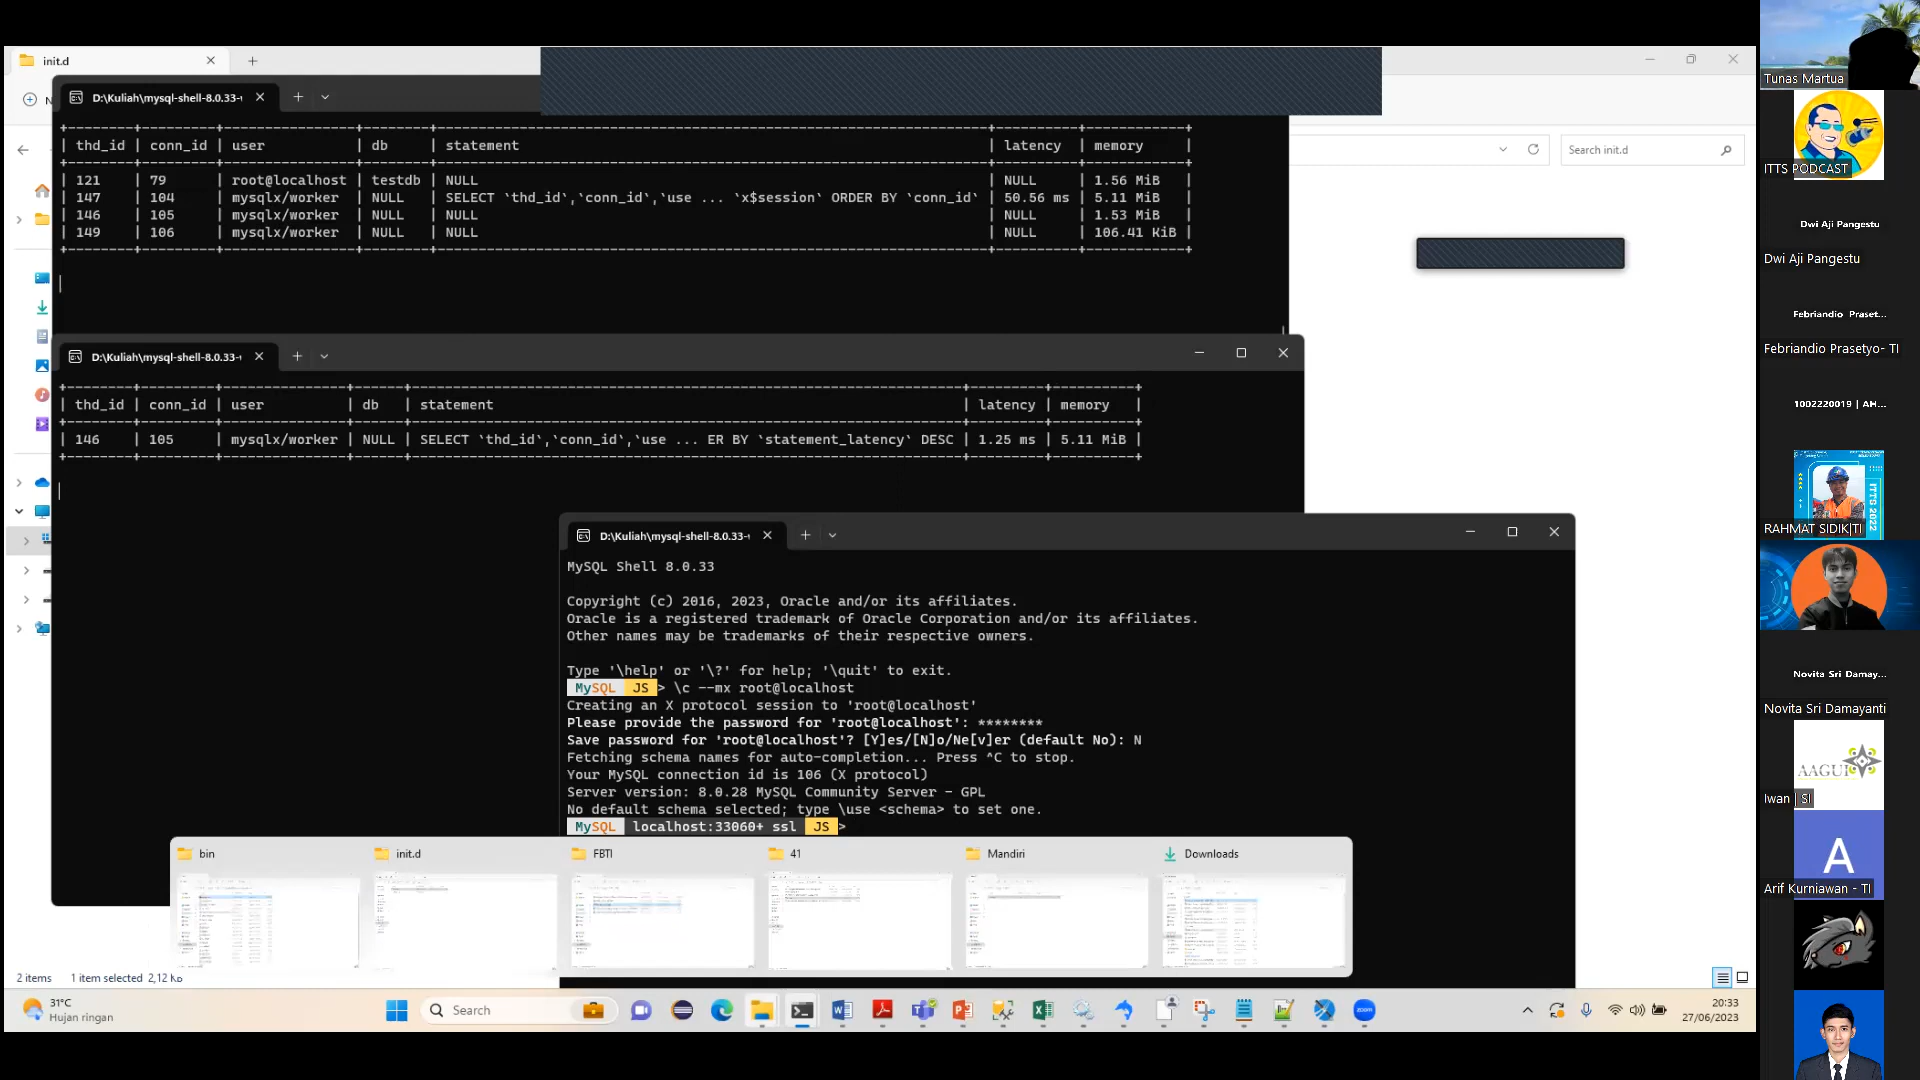 init.d
D:\Kuliah\mysql-shell-8.0.33-
+--------+---------+----------------+--------+----------------------------------------------------------------+----------+------------+
| thd_id | conn_id | user | db | statement | latency | memory |
| 121 | 79 | root@localhost | testdb | NULL | NULL | 1.56 MiB |
| 147 | 104 | mysqlx/worker | NULL | SELECT `thd_id`,`conn_id`,`use ... `x$session` ORDER BY `conn_id` | 50.56 ms | 5.11 MiB |
| 146 | 105 | mysqlx/worker | NULL | NULL | NULL | 1.53 MiB |
| 149 | 106 | mysqlx/worker | NULL | NULL | NULL | 106.41 KiB |
Search init.d
D:\Kuliah\mysql-shell-8.0.33-
| thd_id | conn_id | user | db | statement | latency | memory |
| 146 | 105 | mysqlx/worker | NULL | SELECT `thd_id`,`conn_id`,`use ... ER BY `statement_latency` DESC | 1.25 ms | 5.11 MiB |
D:\Kuliah\mysql-shell-8.0.33-
MySQL Shell 8.0.33
Copyright (c) 2016, 2023, Oracle and/or its affiliates.
Oracle is a registered trademark of Oracle Corporation and/or its affiliates.
Other names may be trademarks of their respective owners.
Type '\help' or '\?' for help; '\quit' to exit.
MySQL JS > \c --mx root@localhost
Creating an X protocol session to 'root@localhost'
Please provide the password for 'root@localhost': ********
Save password for 'root@localhost'? [Y]es/[N]o/Ne[v]er (default No): N
Fetching schema names for auto-completion... Press ^C to stop.
Your MySQL connection id is 106 (X protocol)
Server version: 8.0.28 MySQL Community Server - GPL
No default schema selected; type \use <schema> to set one.
MySQL localhost:33060+ ssl JS >
bin
init.d
FBTI
41
Mandiri
Downloads
2 items 1 item selected 2,12 KB
31°C
Hujan ringan
Search
20:33
27/06/2023
Tunas Martua
ITTS PODCAST
Dwi Aji Pangestu
Dwi Aji Pangestu
Febriandio Praset...
Febriandio Prasetyo- TI
1002220019 | AH...
ITTS 2022
RAHMAT SIDIK|TI
Novita Sri Damay...
Novita Sri Damayanti
AAGUI
Iwan | SI
A
Arif Kurniawan - TI